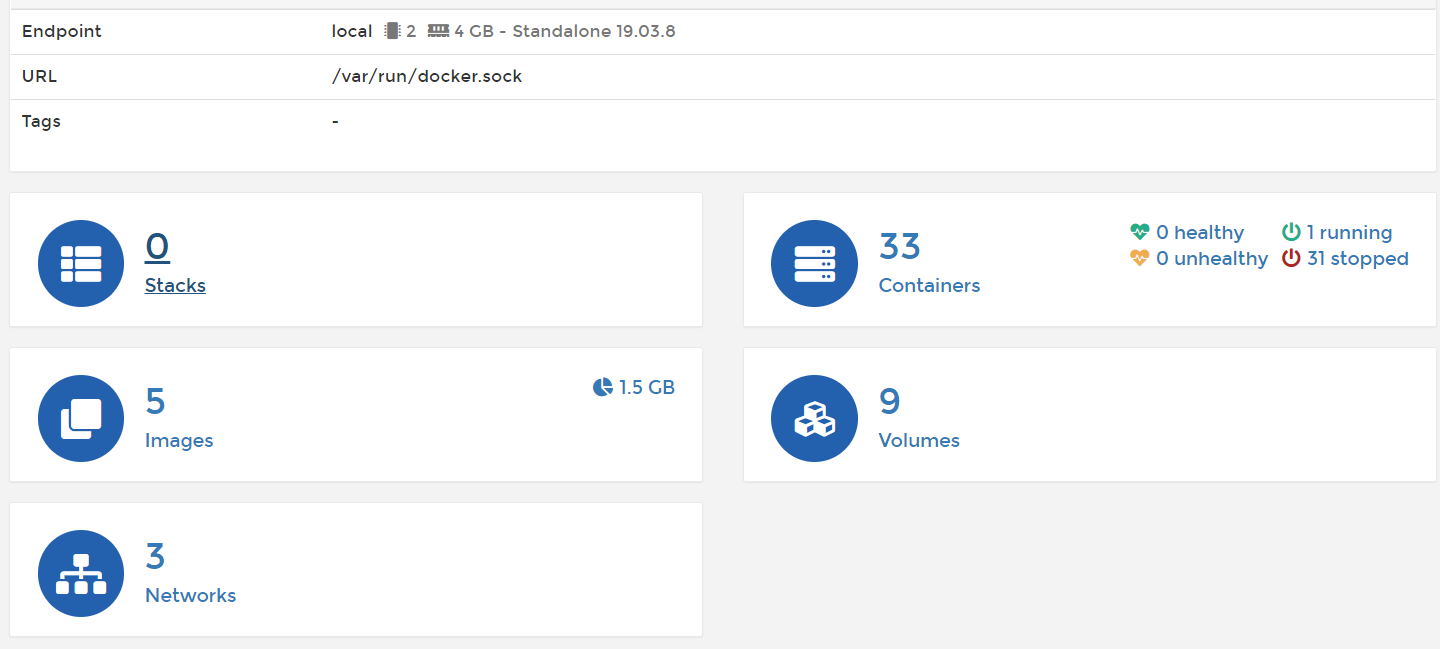 Endpoint local 2 4 GB - Standalone 19.03.8
URL /var/run/docker.sock
Tags -
0
Stacks
33
Containers
0 healthy 1 running
0 unhealthy 31 stopped
5
Images
1.5 GB
9
Volumes
3
Networks